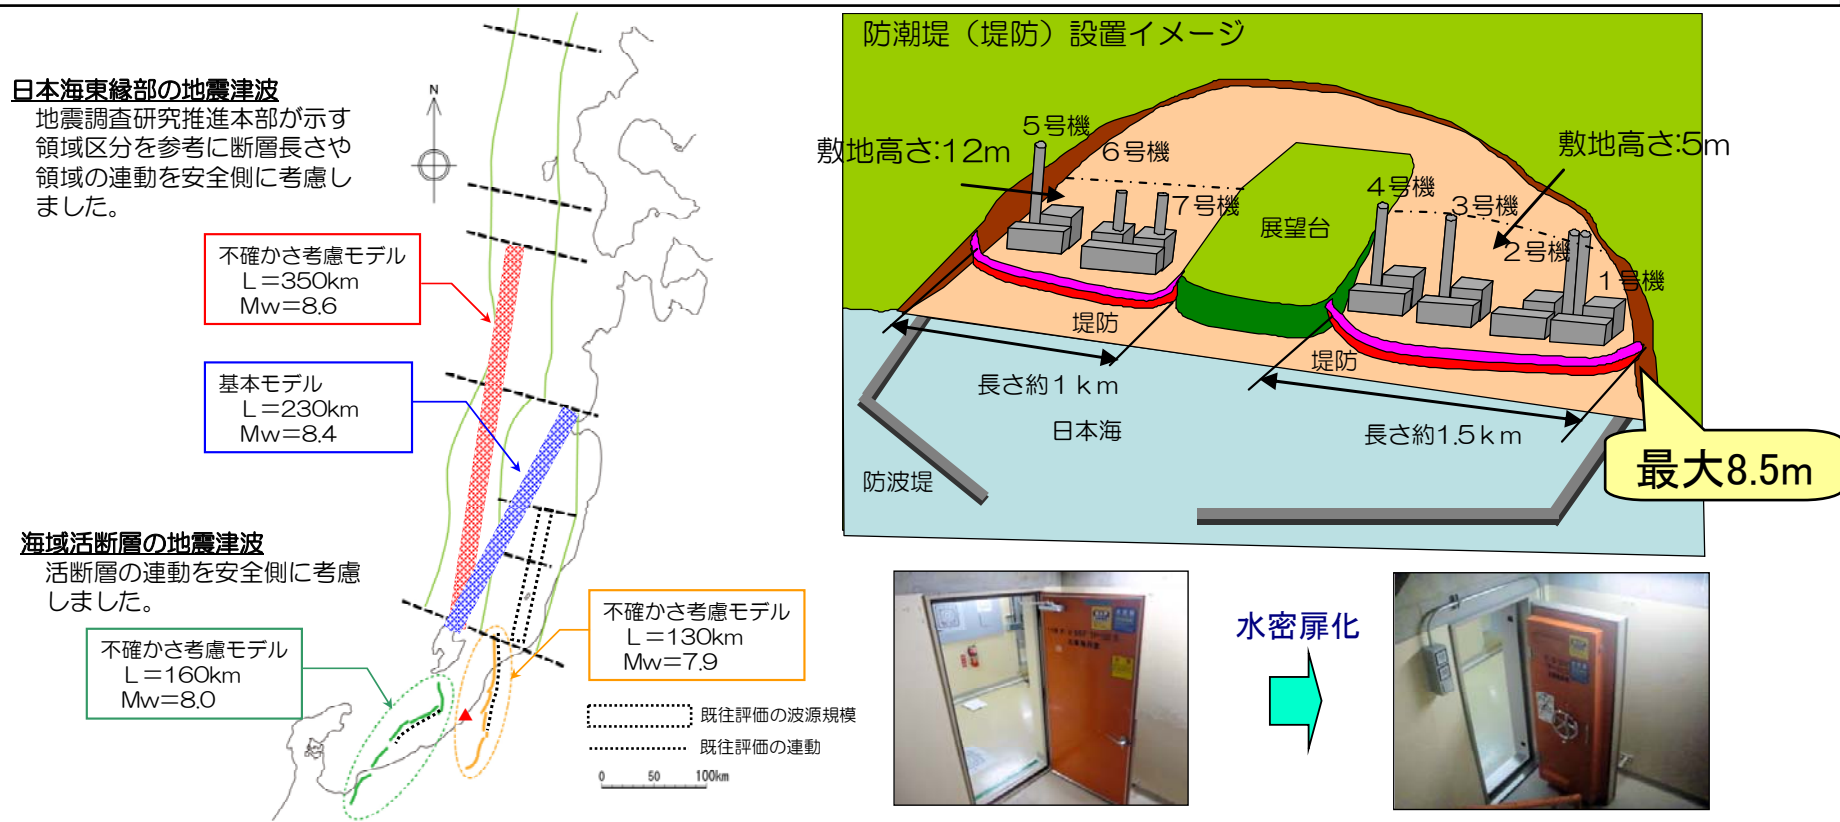 日本海東縁部の地震津波
地震調査研究推進本部が示す
領域区分を参考に断層長さや
領域の連動を安全側に考慮し
ました。
N
不確かさ考慮モデル
L=350km
Mw=8.6
基本モデル
L=230km
Mw=8.4
海域活断層の地震津波
活断層の連動を安全側に考慮
しました。
不確かさ考慮モデル
L=160km
Mw=8.0
不確かさ考慮モデル
L=130km
Mw=7.9
既往評価の波源規模
既往評価の連動
0 50 100km
防潮堤（堤防）設置イメージ
敷地高さ:12m
5号機
6号機
7号機
展望台
敷地高さ:5m
4号機
3号機
2号機
1号機
堤防
堤防
長さ約1km
長さ約1.5km
日本海
防波堤
最大8.5m
水密扉化